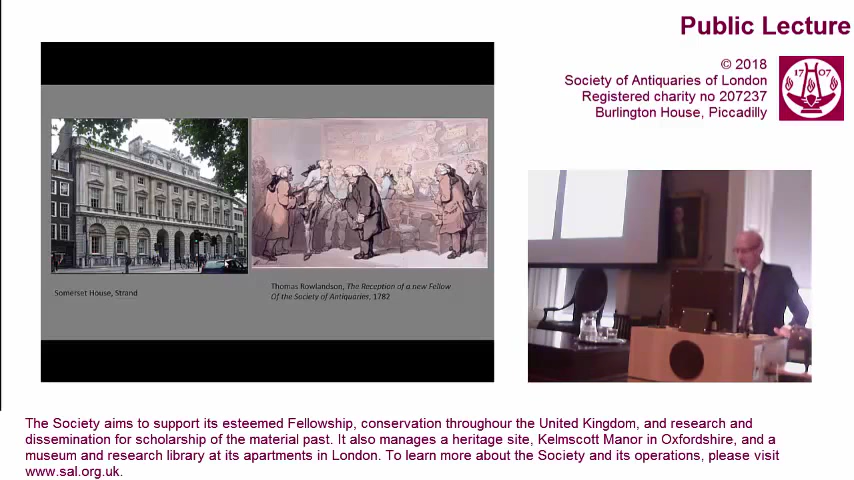 Public Lecture
© 2018
Society of Antiquaries of London
Registered charity no 207237
Burlington House, Piccadilly
17 07
Somerset House, Strand
Thomas Rowlandson, The Reception of a new Fellow
Of the Society of Antiquaries, 1782
The Society aims to support its esteemed Fellowship, conservation throughour the United Kingdom, and research and
dissemination for scholarship of the material past. It also manages a heritage site, Kelmscott Manor in Oxfordshire, and a
museum and research library at its apartments in London. To learn more about the Society and its operations, please visit
www.sal.org.uk.